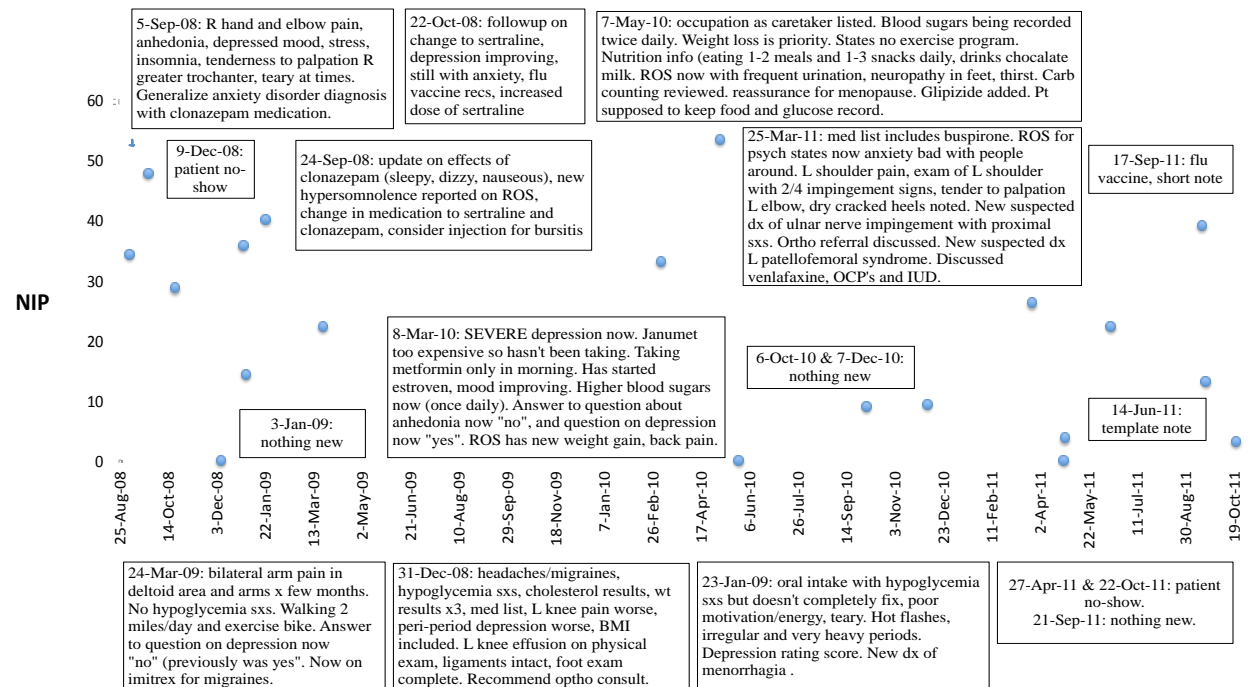 5-Sep-08: R hand and elbow pain,
anhedonia, depressed mood, stress,
insomnia, tenderness to palpation R
greater trochanter, teary at times.
Generalize anxiety disorder diagnosis
with clonazepam medication.
22-Oct-08: followup on
change to sertraline,
depression improving,
still with anxiety, flu
vaccine recs, increased
dose of sertraline
7-May-10: occupation as caretaker listed. Blood sugars being recorded
twice daily. Weight loss is priority. States no exercise program.
Nutrition info (eating 1-2 meals and 1-3 snacks daily, drinks chocalate
milk. ROS now with frequent urination, neuropathy in feet, thirst. Carb
counting reviewed. reassurance for menopause. Glipizide added. Pt
supposed to keep food and glucose record.
9-Dec-08:
patient no-
show
24-Sep-08: update on effects of
clonazepam (sleepy, dizzy, nauseous), new
hypersomnolence reported on ROS,
change in medication to sertraline and
clonazepam, consider injection for bursitis
25-Mar-11: med list includes buspirone. ROS for
psych states now anxiety bad with people
around. L shoulder pain, exam of L shoulder
with 2/4 impingement signs, tender to palpation
L elbow, dry cracked heels noted. New suspected
dx of ulnar nerve impingement with proximal
sxs. Ortho referral discussed. New suspected dx
L patellofemoral syndrome. Discussed
venlafaxine, OCP's and IUD.
17-Sep-11: flu
vaccine, short note
NIP
60
50
40
30
20
10
0
8-Mar-10: SEVERE depression now. Janumet
too expensive so hasn't been taking. Taking
metformin only in morning. Has started
estroven, mood improving. Higher blood sugars
now (once daily). Answer to question about
anhedonia now "no", and question on depression
now "yes". ROS has new weight gain, back pain.
6-Oct-10 & 7-Dec-10:
nothing new
3-Jan-09:
nothing new
14-Jun-11:
template note
25-Aug-08
14-Oct-08
3-Dec-08
22-Jan-09
13-Mar-09
2-May-09
21-Jun-09
10-Aug-09
29-Sep-09
18-Nov-09
7-Jan-10
26-Feb-10
17-Apr-10
6-Jun-10
26-Jul-10
14-Sep-10
3-Nov-10
23-Dec-10
11-Feb-11
2-Apr-11
22-May-11
11-Jul-11
30-Aug-11
19-Oct-11
24-Mar-09: bilateral arm pain in
deltoid area and arms x few months.
No hypoglycemia sxs. Walking 2
miles/day and exercise bike. Answer
to question on depression now
"no" (previously was yes". Now on
imitrex for migraines.
31-Dec-08: headaches/migraines,
hypoglycemia sxs, cholesterol results, wt
results x3, med list, L knee pain worse,
peri-period depression worse, BMI
included. L knee effusion on physical
exam, ligaments intact, foot exam
complete. Recommend optho consult.
23-Jan-09: oral intake with hypoglycemia
sxs but doesn't completely fix, poor
motivation/energy, teary. Hot flashes,
irregular and very heavy periods.
Depression rating score. New dx of
menorrhagia .
27-Apr-11 & 22-Oct-11: patient
no-show.
21-Sep-11: nothing new.